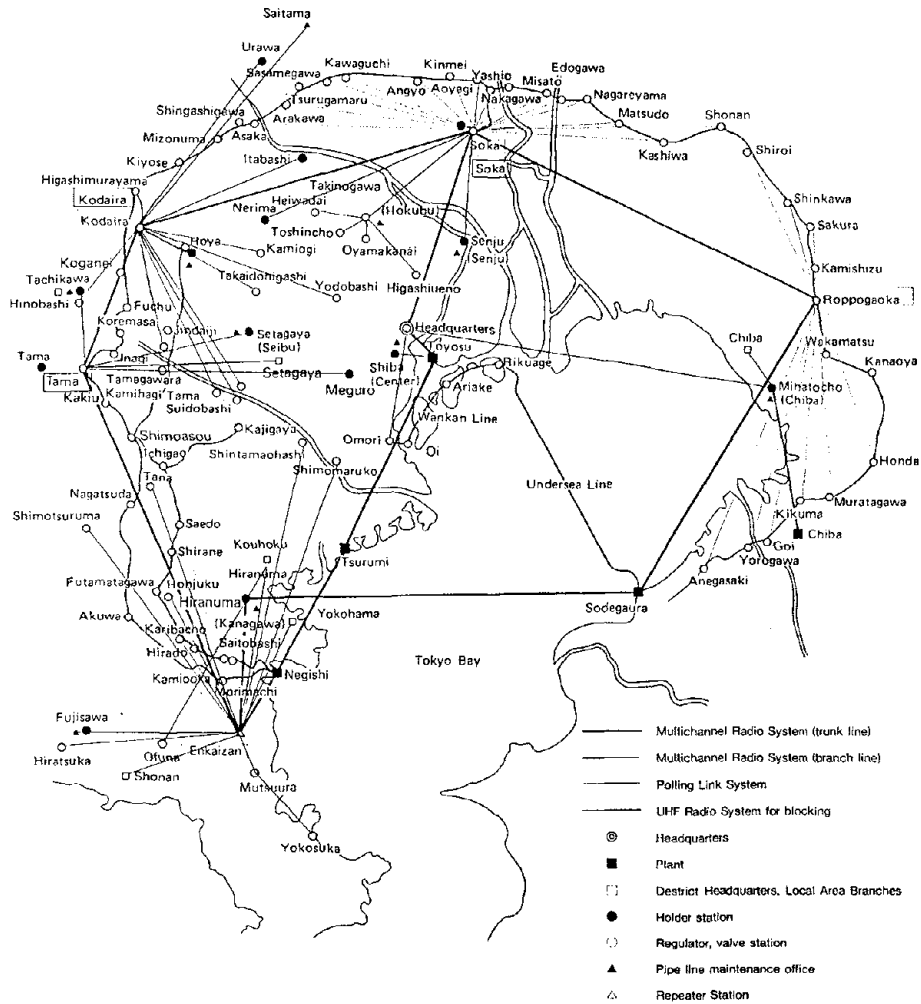 Saitama
Urawa
Sasamegawa
Kawaguchi
Kinmei
Yashio
Edogawa
Misato
Angyo
Aoyagi
Nakagawa
Nagareyama
Tsurugamaru
Shingashigawa
Arakawa
Matsudo
Shonan
Mizonuma
Asaka
Soka
Kashiwa
Shiroi
Kiyose
Itabashi
Soka
Higashimurayama
Takinogawa
Heiwadai
(Hokubu)
Kodaira
Nerima
Shinkawa
Kodaira
Toshincho
Senju
(Senju)
Sakura
Hoya
Kamiogi
Oyamakanai
Koganei
Kamishizu
Tachikawa
Takaidohigashi
Higashiueno
Hinobashi
Yodobashi
Roppogaoka
Fuchu
Headquarters
Koremasa
Jindaiji
Setagaya
(Seibu)
Toyosu
Chiba
Wakamatsu
Tama
Unagi
Shiba
(Center)
Rikuage
Kanaoya
Tama
Tamagawara
Setagaya
Ariake
Mihatocho
(Chiba)
Kakiu
Kamihagi
Tama
Meguro
Suidobashi
Wankan Line
Shimoasou
Kajigaya
Omori
Oi
Ichigao
Shintamaohashi
Honda
Tana
Shimomaruko
Undersea Line
Nagatsuda
Muratagawa
Kikuma
Shimotsuruma
Saedo
Kouhoku
Goi
Chiba
Shirane
Tsurumi
Yorogawa
Futamatagawa
Honjuku
Hiranuma
Anegasaki
Hiranuma
Akuwa
(Kanagawa)
Yokohama
Sodegaura
Karibacho
Hirado
Saitobashi
Tokyo Bay
Kamiooka
Negishi
Morimachi
Fujisawa
Hiratsuka
Ofuna
Enkaizan
Shonan
Mutsuura
Yokosuka
Multichannel Radio System (trunk line)
Multichannel Radio System (branch line)
Polling Link System
UHF Radio System for blocking
Headquarters
Plant
Destrict Headquarters, Local Area Branches
Holder station
Regulator, valve station
Pipe line maintenance office
Repeater Station